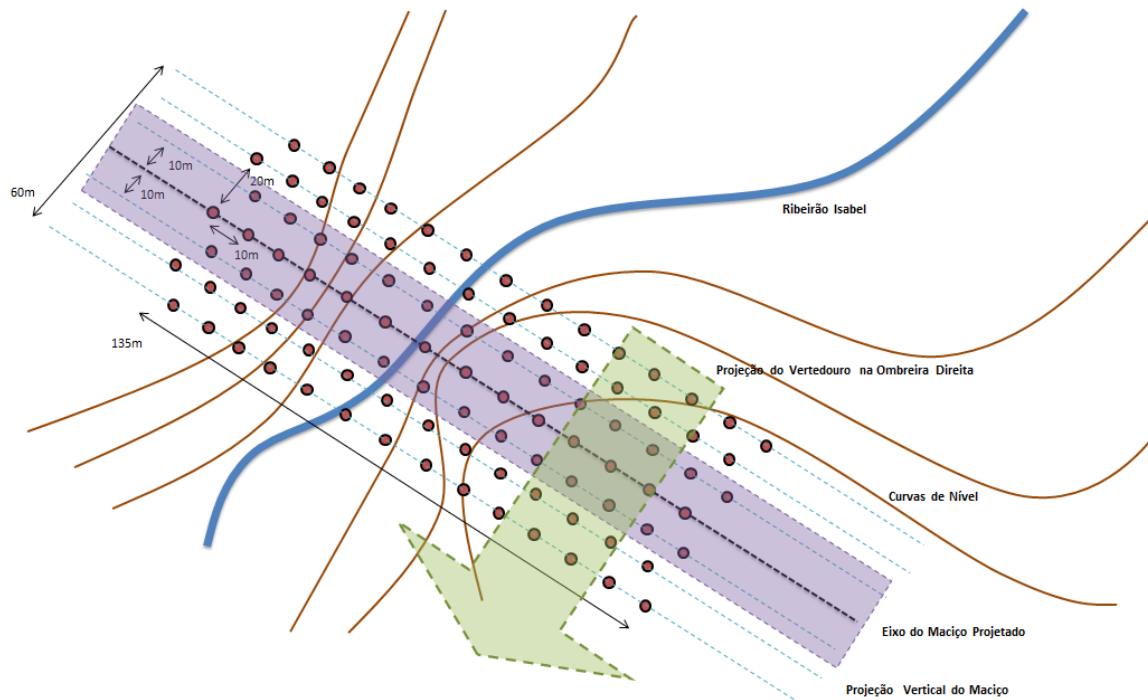 10m
20m
60m
10m
Ribeirão Isabel
10m
135m
Projeção do Vertedouro na Ombreira Direita
Curvas de Nível
Eixo do Maciço Projetado
Projeção Vertical do Maciço